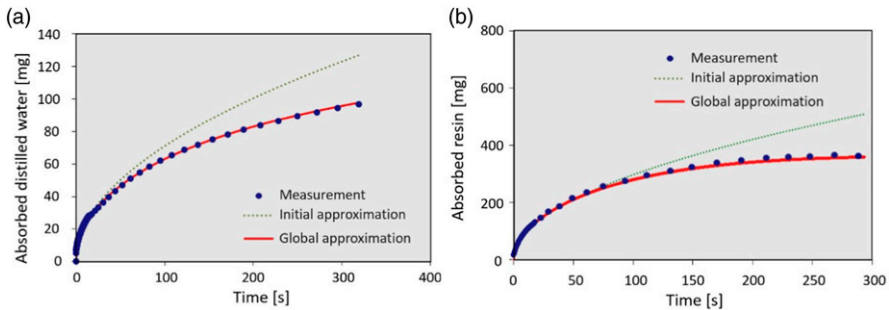 (a)
Absorbed distilled water [mg]
140
120
100
80
60
40
20
0
0 100 200 300 400
Time [s]
Measurement
Initial approximation
Global approximation
(b)
Absorbed resin [mg]
800
600
400
200
0
0 50 100 150 200 250 300
Time [s]
Measurement
Initial approximation
Global approximation